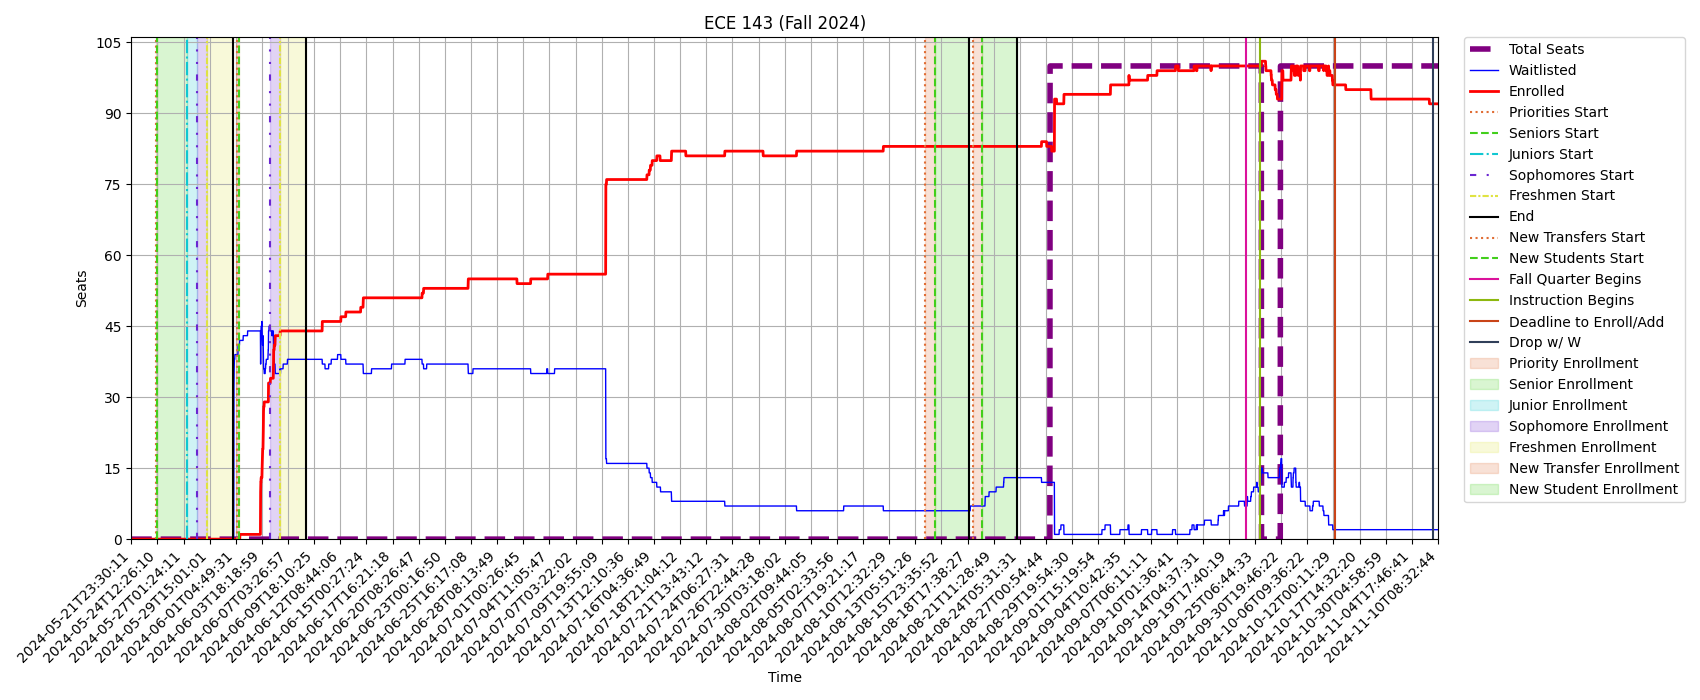 ECE 143 (Fall 2024)
105
90
75
60
45
30
15
0
Seats
2024-05-21T23:30:11
2024-05-24T12:26:10
2024-05-27T01:24:11
2024-05-29T15:01:01
2024-06-01T04:49:31
2024-06-03T18:18:59
2024-06-07T03:26:57
2024-06-09T18:10:25
2024-06-12T08:44:06
2024-06-15T00:27:24
2024-06-17T16:21:18
2024-06-20T08:26:47
2024-06-23T00:16:50
2024-06-25T16:17:08
2024-06-28T08:13:49
2024-07-01T00:26:45
2024-07-04T11:05:47
2024-07-07T03:22:02
2024-07-09T19:55:09
2024-07-13T12:10:36
2024-07-16T04:36:49
2024-07-18T21:04:12
2024-07-21T13:43:12
2024-07-24T06:27:31
2024-07-26T22:44:28
2024-07-30T03:18:02
2024-08-02T09:44:05
2024-08-05T02:33:56
2024-08-07T19:21:17
2024-08-10T12:32:29
2024-08-13T05:51:26
2024-08-15T23:35:52
2024-08-18T17:38:27
2024-08-21T11:28:49
2024-08-24T05:31:31
2024-08-27T00:54:44
2024-08-29T19:54:30
2024-09-01T15:19:54
2024-09-04T10:42:35
2024-09-07T06:11:11
2024-09-10T01:36:41
2024-09-14T04:37:31
2024-09-19T17:40:19
2024-09-25T06:44:33
2024-09-30T19:46:22
2024-10-06T09:36:22
2024-10-12T00:11:29
2024-10-17T14:32:20
2024-10-30T04:58:59
2024-11-04T17:46:41
2024-11-10T08:32:44
Time
Total Seats
Waitlisted
Enrolled
Priorities Start
Seniors Start
Juniors Start
Sophomores Start
Freshmen Start
End
New Transfers Start
New Students Start
Fall Quarter Begins
Instruction Begins
Deadline to Enroll/Add
Drop w/ W
Priority Enrollment
Senior Enrollment
Junior Enrollment
Sophomore Enrollment
Freshmen Enrollment
New Transfer Enrollment
New Student Enrollment